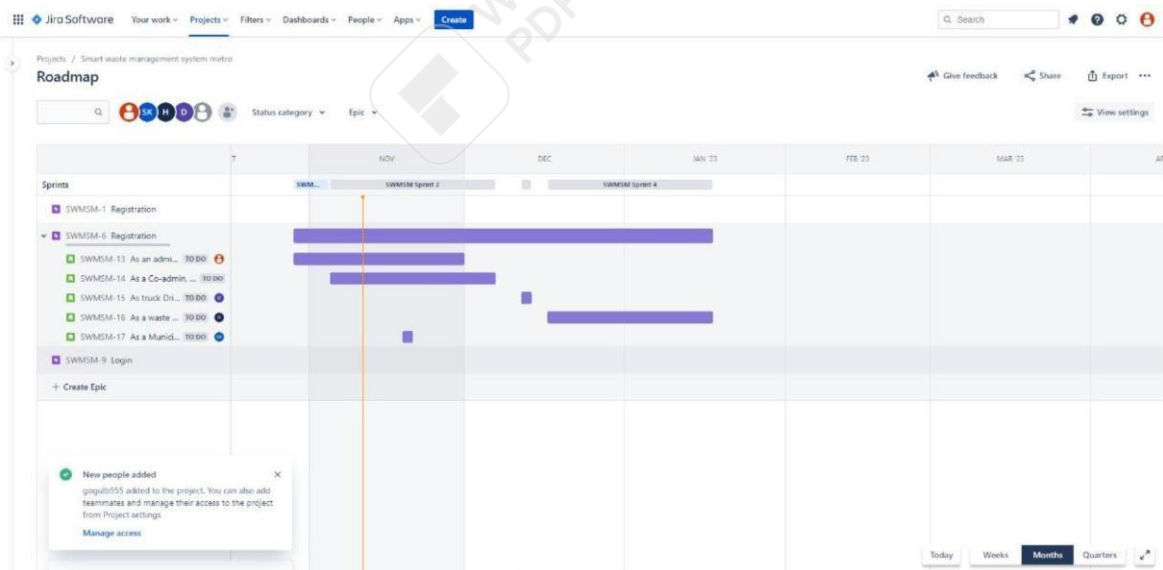 Jira Software Your work Projects Filters Dashboards People Apps Create Search
Projects / Smart waste management system metro
Roadmap
Give feedback Share Export
SK H D Status category Epic View settings
T NOV DEC JAN '23 FEB '23 MAR '23
Sprints SWM... SWMSM Sprint 2 SWMSM Sprint 4
SWMSM-1 Registration
SWMSM-6 Registration
SWMSM-13 As an admi... TO DO
SWMSM-14 As a Co-admin, ... TO DO
SWMSM-15 As truck Dri... TO DO
SWMSM-16 As a waste ... TO DO
SWMSM-17 As a Munici... TO DO
SWMSM-9 Login
+ Create Epic
New people added
added to the project. You can also add
teammates and manage their access to the project
from Project settings
Manage access
Today Weeks Months Quarters
PDF